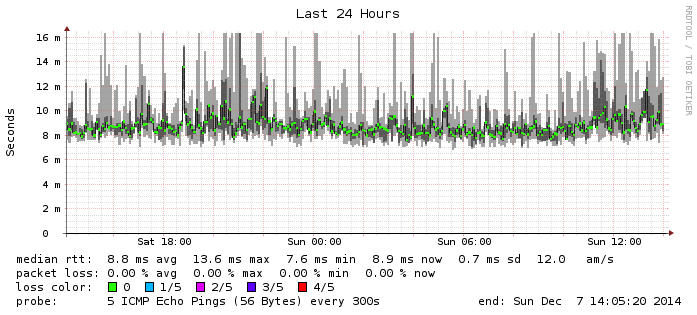 Last 24 Hours
RRDTOOL / TOBI OETIKER
Seconds
16 m
14 m
12 m
10 m
8 m
6 m
4 m
2 m
0
Sat 18:00 Sun 00:00 Sun 06:00 Sun 12:00
median rtt: 8.8 ms avg 13.6 ms max 7.6 ms min 8.9 ms now 0.7 ms sd 12.0 am/s
packet loss: 0.00 % avg 0.00 % max 0.00 % min 0.00 % now
loss color: 0 1/5 2/5 3/5 4/5
probe: 5 ICMP Echo Pings (56 Bytes) every 300s end: Sun Dec 7 14:05:20 2014